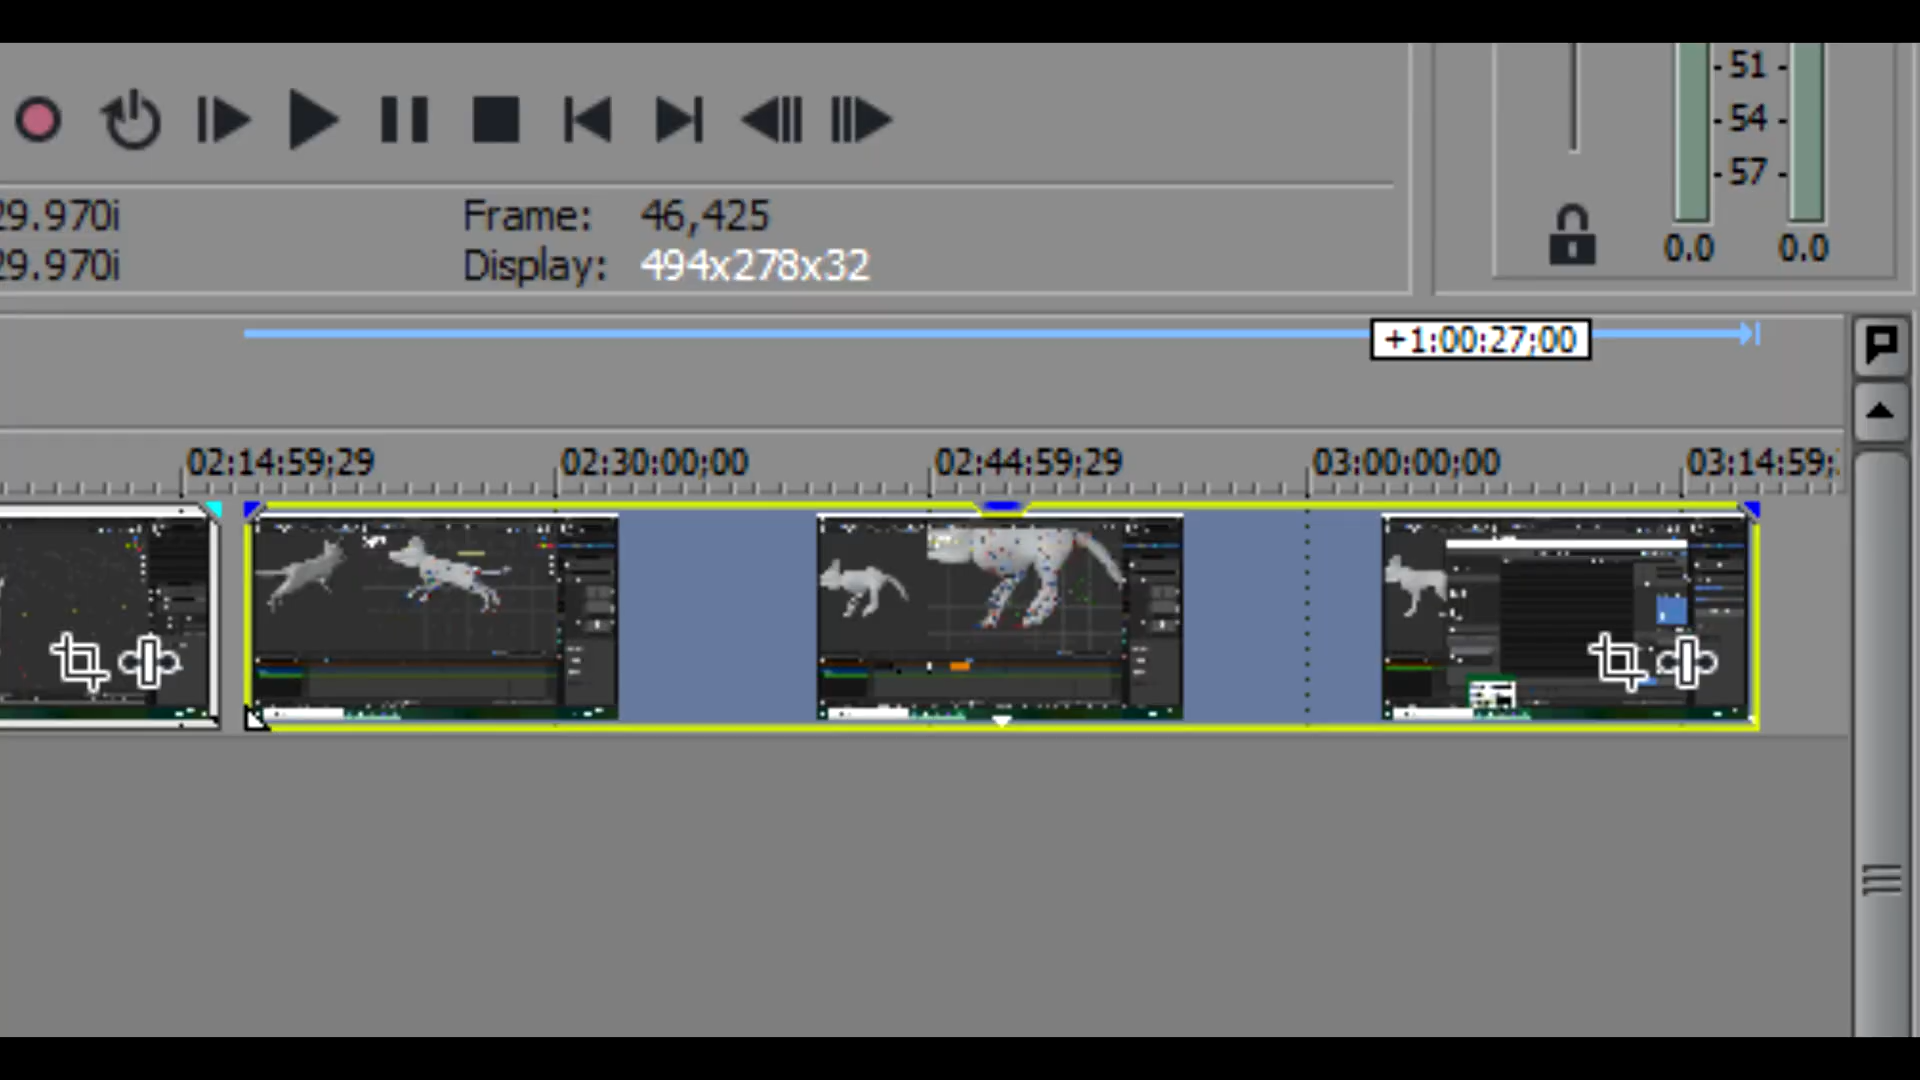 51
54
57
0.0 0.0
29.970i Frame: 46,425
29.970i Display: 494x278x32
+1:00:27;00
02:14:59;29 02:30:00;00 02:44:59;29 03:00:00;00 03:14:59;